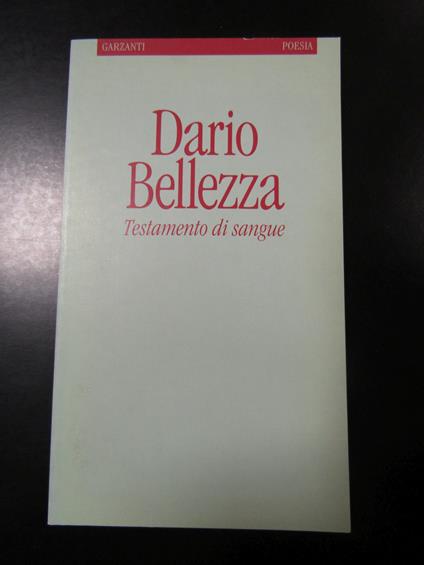 GARZANTI POESIA
Dario
Bellezza
Testamento di sangue